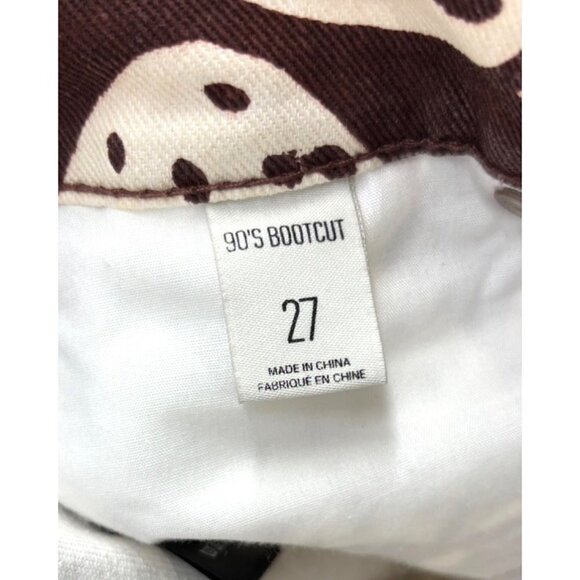 90'S BOOTCUT
27
MADE IN CHINA
FABRIQUÉ EN CHINE